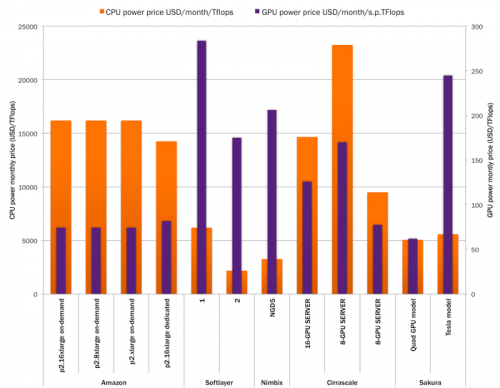 CPU power price USD/month/Tflops GPU power price USD/month/s.p.TFlops
CPU power monthly price (USD/TFlops)
25000
20000
15000
10000
5000
0
300
250
200
150
100
50
0
GPU power montly price (USD/TFlops)
p2.16xlarge on-demand
p2.8xlarge on-demand
p2.xlarge on-demand
p2.16xlarge dedicated
1
2
NGD5
16-GPU SERVER
8-GPU SERVER
8-GPU SERVER
Quad GPU model
Tesla model
Amazon Softlayer Nimbix Cirrascale Sakura